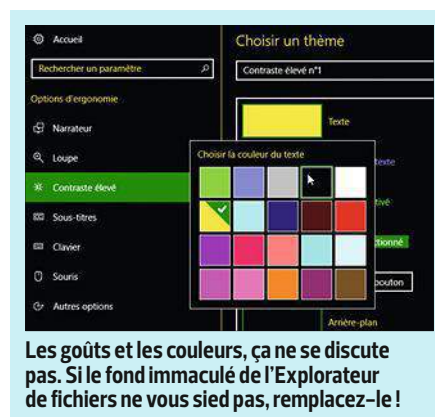 Accueil
Choisir un thème
Rechercher un paramètre
Contraste élevé n°1
Options d'ergonomie
Texte
Narrateur
Choisir la couleur du texte
texte
Loupe
Contraste élevé
tivé
Sous-titres
Clavier
tionné
Souris
bouton
Autres options
Arrière-plan
Les goûts et les couleurs, ça ne se discute
pas. Si le fond immaculé de l'Explorateur
de fichiers ne vous sied pas, remplacez-le !